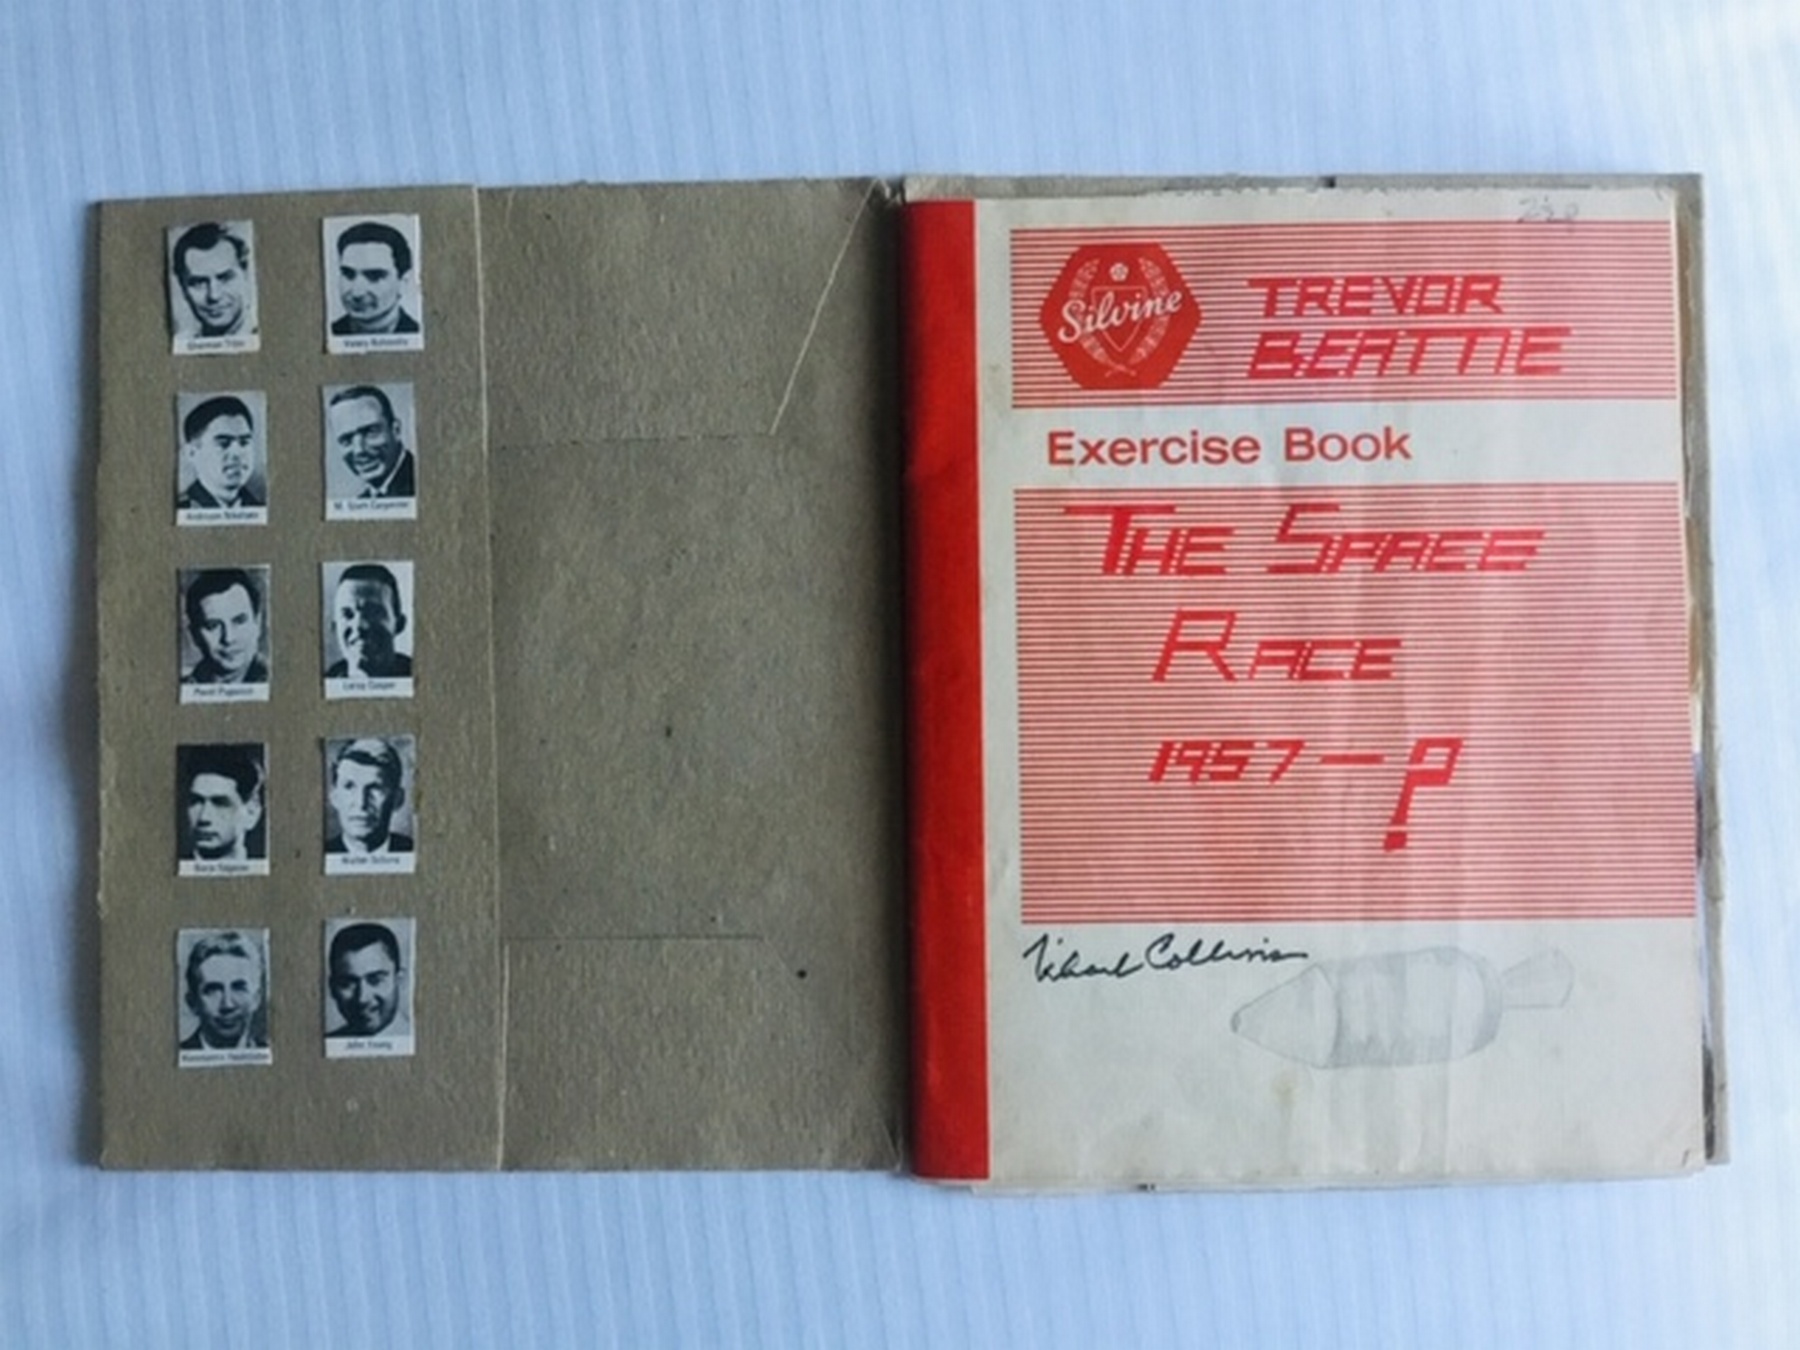 Gherman Titov
Valery Bykovsky
Andriyan Nikolayev
M. Scott Carpenter
Pavel Popovich
Leroy Cooper
Boris Yegorov
Walter Schirra
Konstantin Feoktistov
John Young
Silvine
TREVOR
BEATTIE
Exercise Book
THE SPACE
RACE
1957-?
Michael Collins